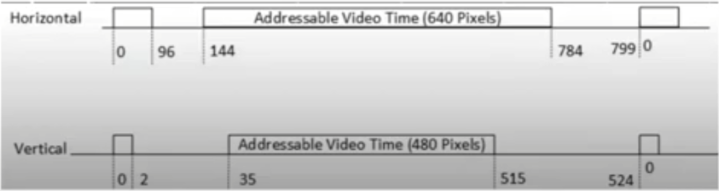 Horizontal Addressable Video Time (640 Pixels)
0 96 144 784 799 0
Vertical Addressable Video Time (480 Pixels)
0 2 35 515 524 0